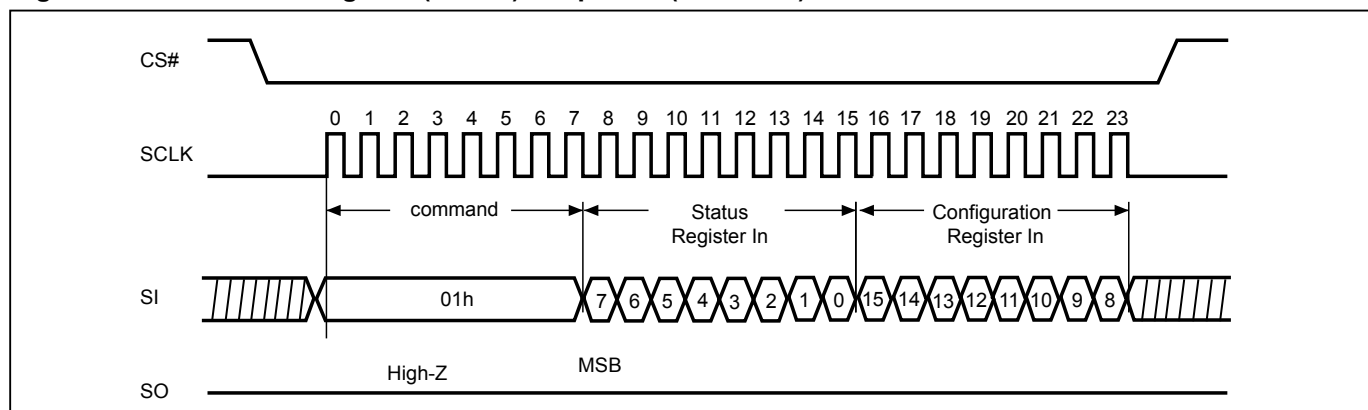 CS#
0 1 2 3 4 5 6 7 8 9 10 11 12 13 14 15 16 17 18 19 20 21 22 23
SCLK
command Status Configuration
Register In Register In
SI 01h 7 6 5 4 3 2 1 0 15 14 13 12 11 10 9 8
High-Z MSB
SO